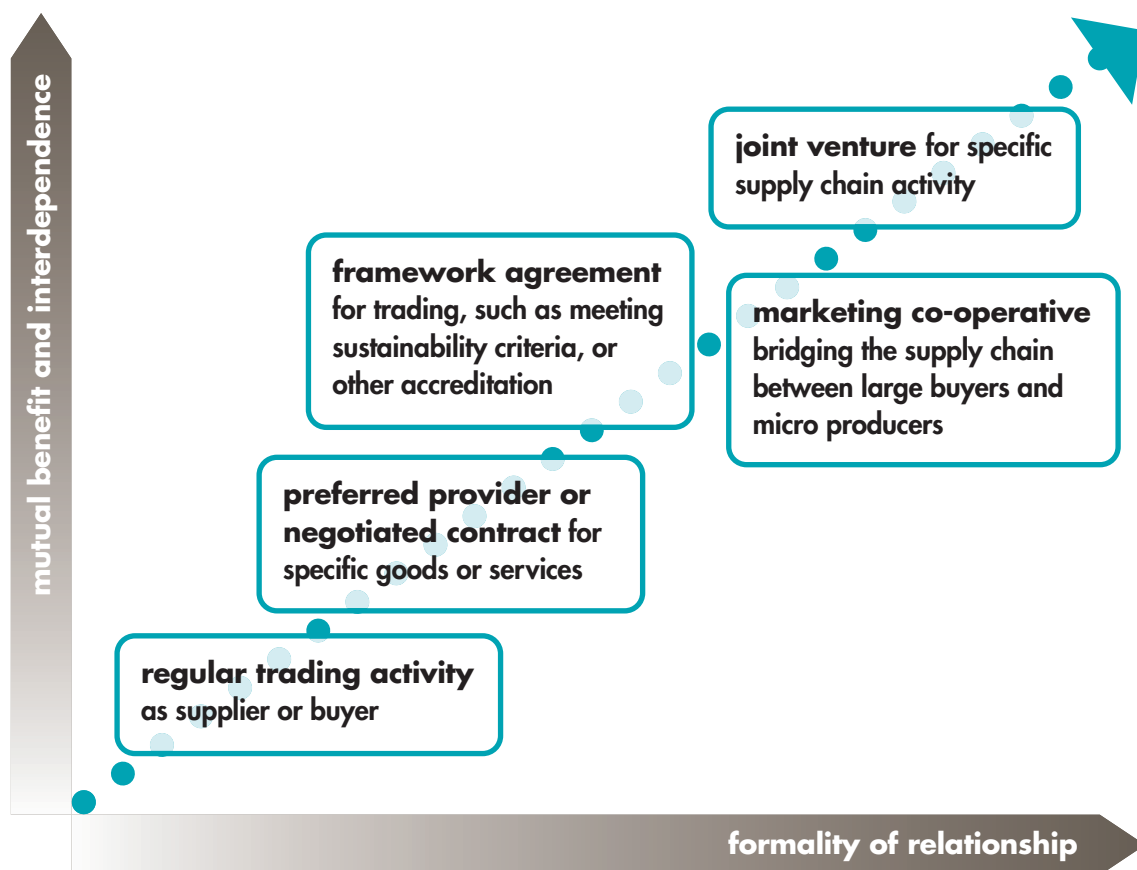 mutual benefit and interdependence
joint venture for specific
supply chain activity
framework agreement
for trading, such as meeting
sustainability criteria, or
other accreditation
marketing co-operative
bridging the supply chain
between large buyers and
micro producers
preferred provider or
negotiated contract for
specific goods or services
regular trading activity
as supplier or buyer
formality of relationship